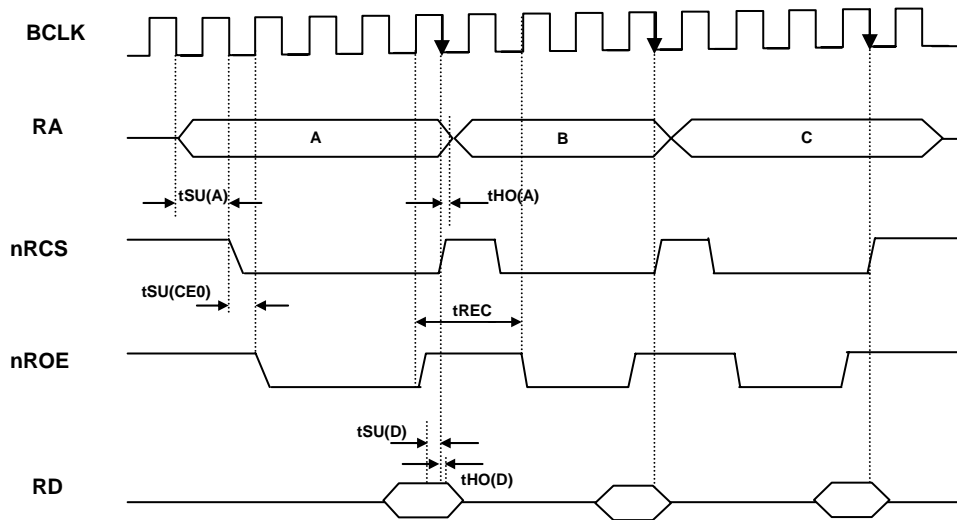 BCLK
RA
A
B
C
tSU(A)
tHO(A)
nRCS
tSU(CE0)
tREC
nROE
tSU(D)
tHO(D)
RD